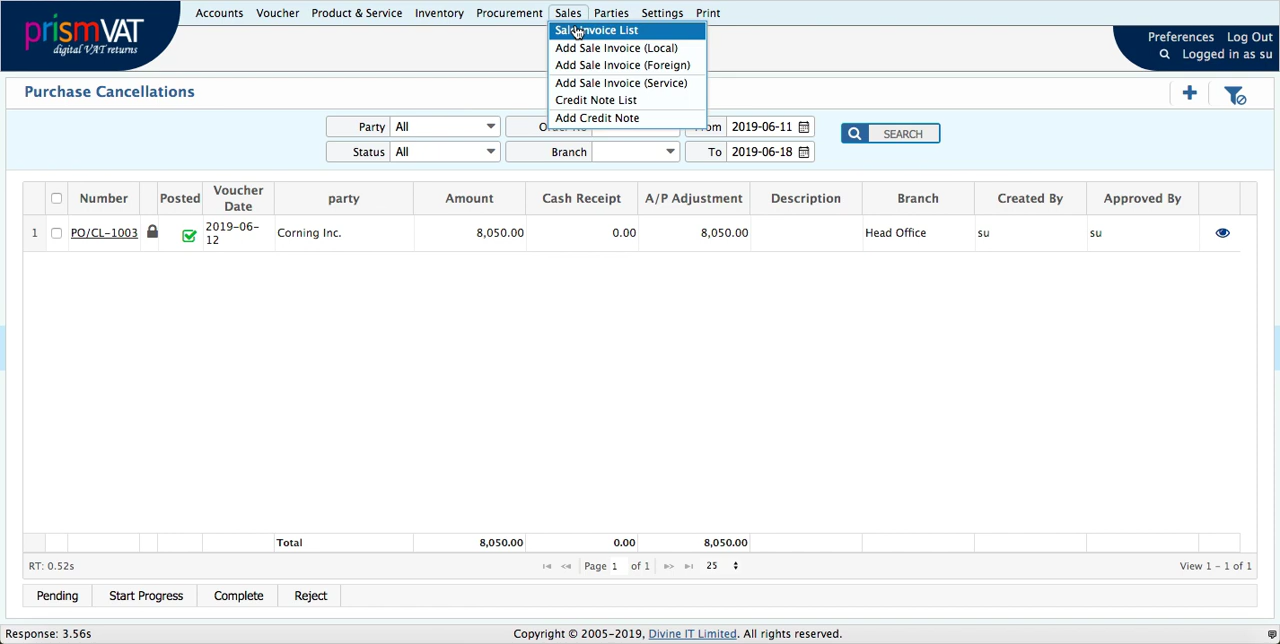 prismVAT
digital VAT returns
Accounts Voucher Product & Service Inventory Procurement Sales Parties Settings Print
Sale Invoice List
Add Sale Invoice (Local)
Add Sale Invoice (Foreign)
Add Sale Invoice (Service)
Credit Note List
Add Credit Note
Preferences Log Out
Logged in as su
Purchase Cancellations
Party All Order No From 2019-06-11 SEARCH
Status All Branch To 2019-06-18
Number Posted Voucher Date party Amount Cash Receipt A/P Adjustment Description Branch Created By Approved By
1 PO/CL-1003 2019-06-12 Corning Inc. 8,050.00 0.00 8,050.00 Head Office su su
Total 8,050.00 0.00 8,050.00
RT: 0.52s Page 1 of 1 25 View 1 - 1 of 1
Pending Start Progress Complete Reject
Response: 3.56s Copyright © 2005-2019, Divine IT Limited. All rights reserved.